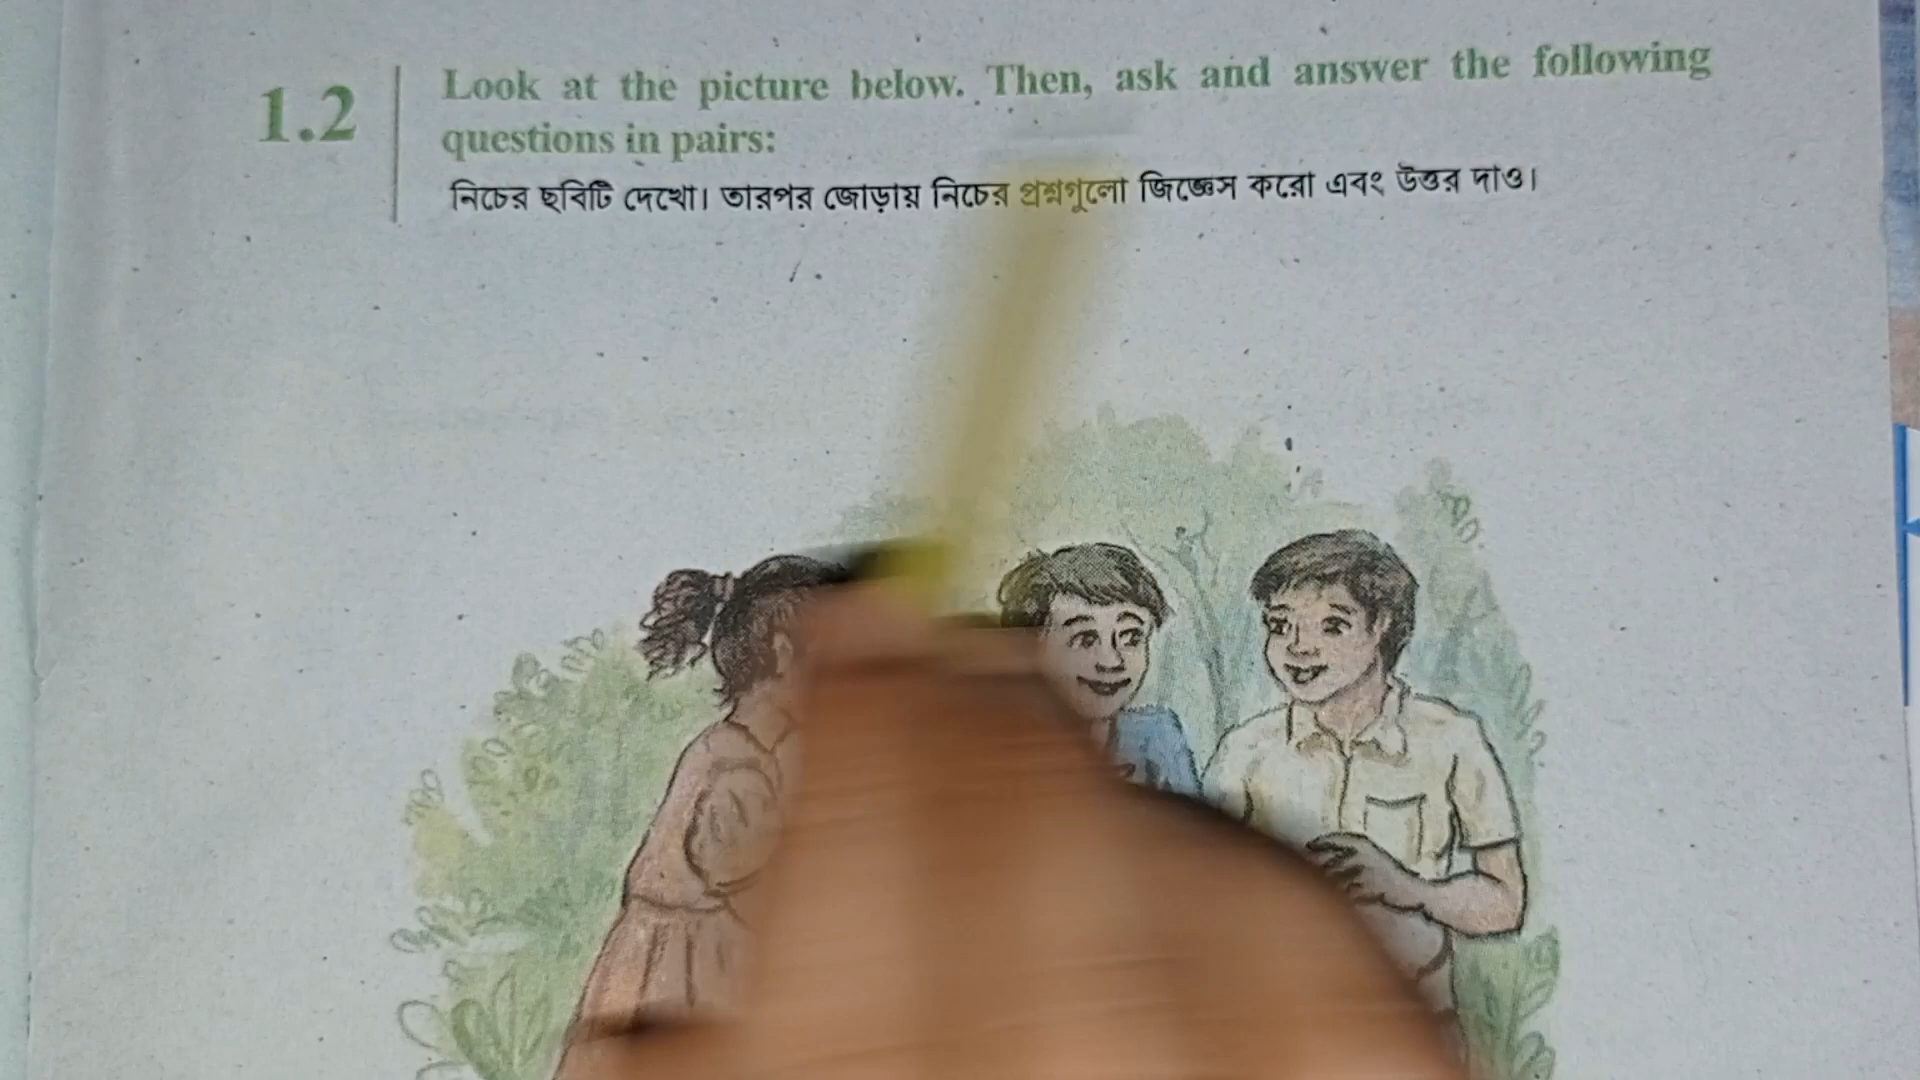 1.2
Look at the picture below. Then, ask and answer the following
questions in pairs:
নিচের ছবিটি দেখো। তারপর জোড়ায় নিচের প্রশ্নগুলো জিজ্ঞেস করো এবং উত্তর দাও।